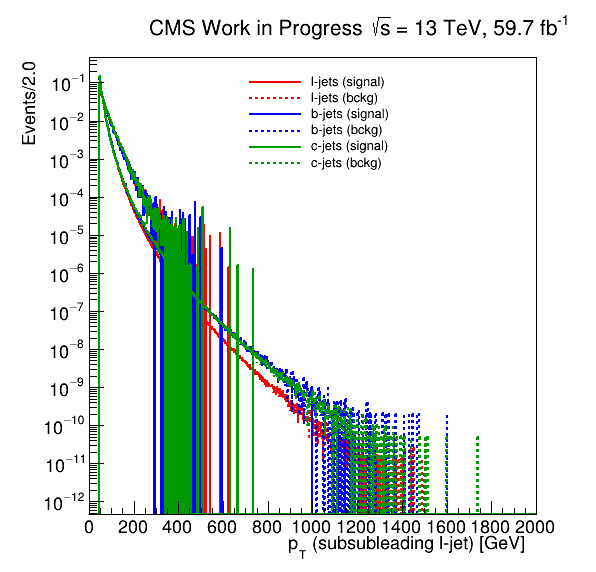 CMS Work in Progress √s = 13 TeV, 59.7 fb⁻¹
Events/2.0
l-jets (signal)
l-jets (bckg)
b-jets (signal)
b-jets (bckg)
c-jets (signal)
c-jets (bckg)
10⁻¹
10⁻²
10⁻³
10⁻⁴
10⁻⁵
10⁻⁶
10⁻⁷
10⁻⁸
10⁻⁹
10⁻¹⁰
10⁻¹¹
10⁻¹²
0 200 400 600 800 1000 1200 1400 1600 1800 2000
p_T (subsubleading l-jet) [GeV]